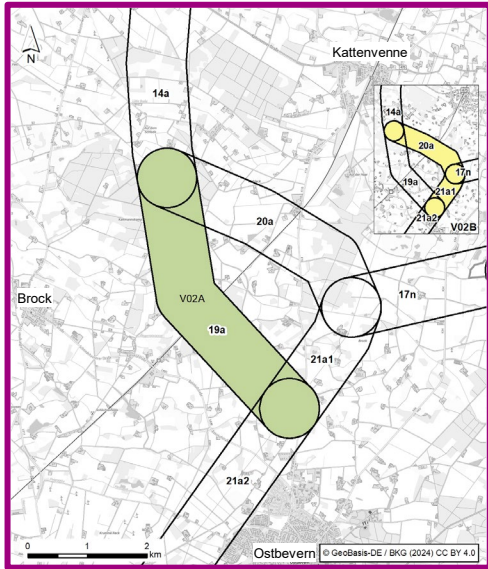 N
Kattenvenne
14a
14a
20a
17n
19a
21a1
21a2
V02B
20a
17n
Brock
V02A
19a
21a1
21a2
0 1 2
km
Ostbevern
© GeoBasis-DE / BKG (2024) CC BY 4.0